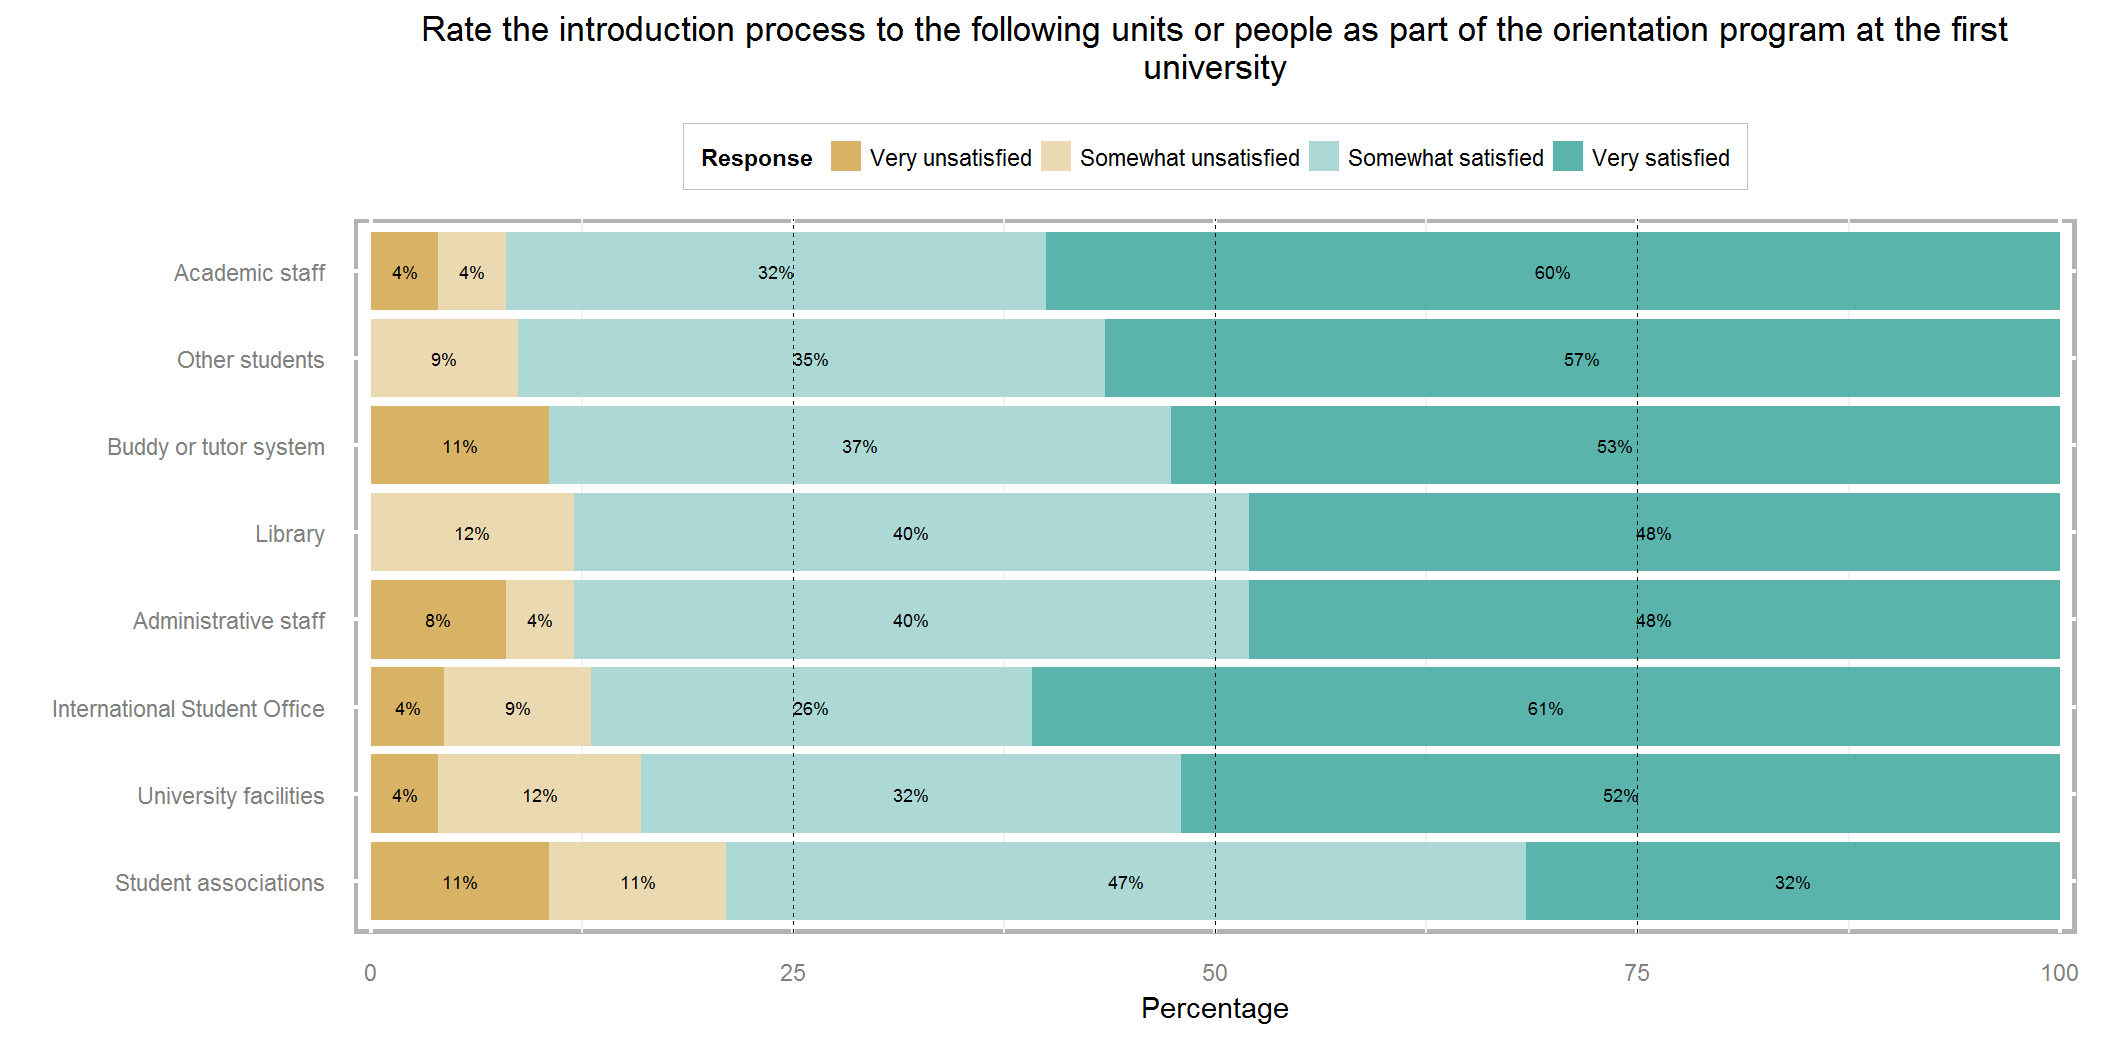 Rate the introduction process to the following units or people as part of the orientation program at the first
university
Response Very unsatisfied Somewhat unsatisfied Somewhat satisfied Very satisfied
Academic staff 4% 4% 32% 60%
Other students 9% 35% 57%
Buddy or tutor system 11% 37% 53%
Library 12% 40% 48%
Administrative staff 8% 4% 40% 48%
International Student Office 4% 9% 26% 61%
University facilities 4% 12% 32% 52%
Student associations 11% 11% 47% 32%
0 25 50 75 100
Percentage